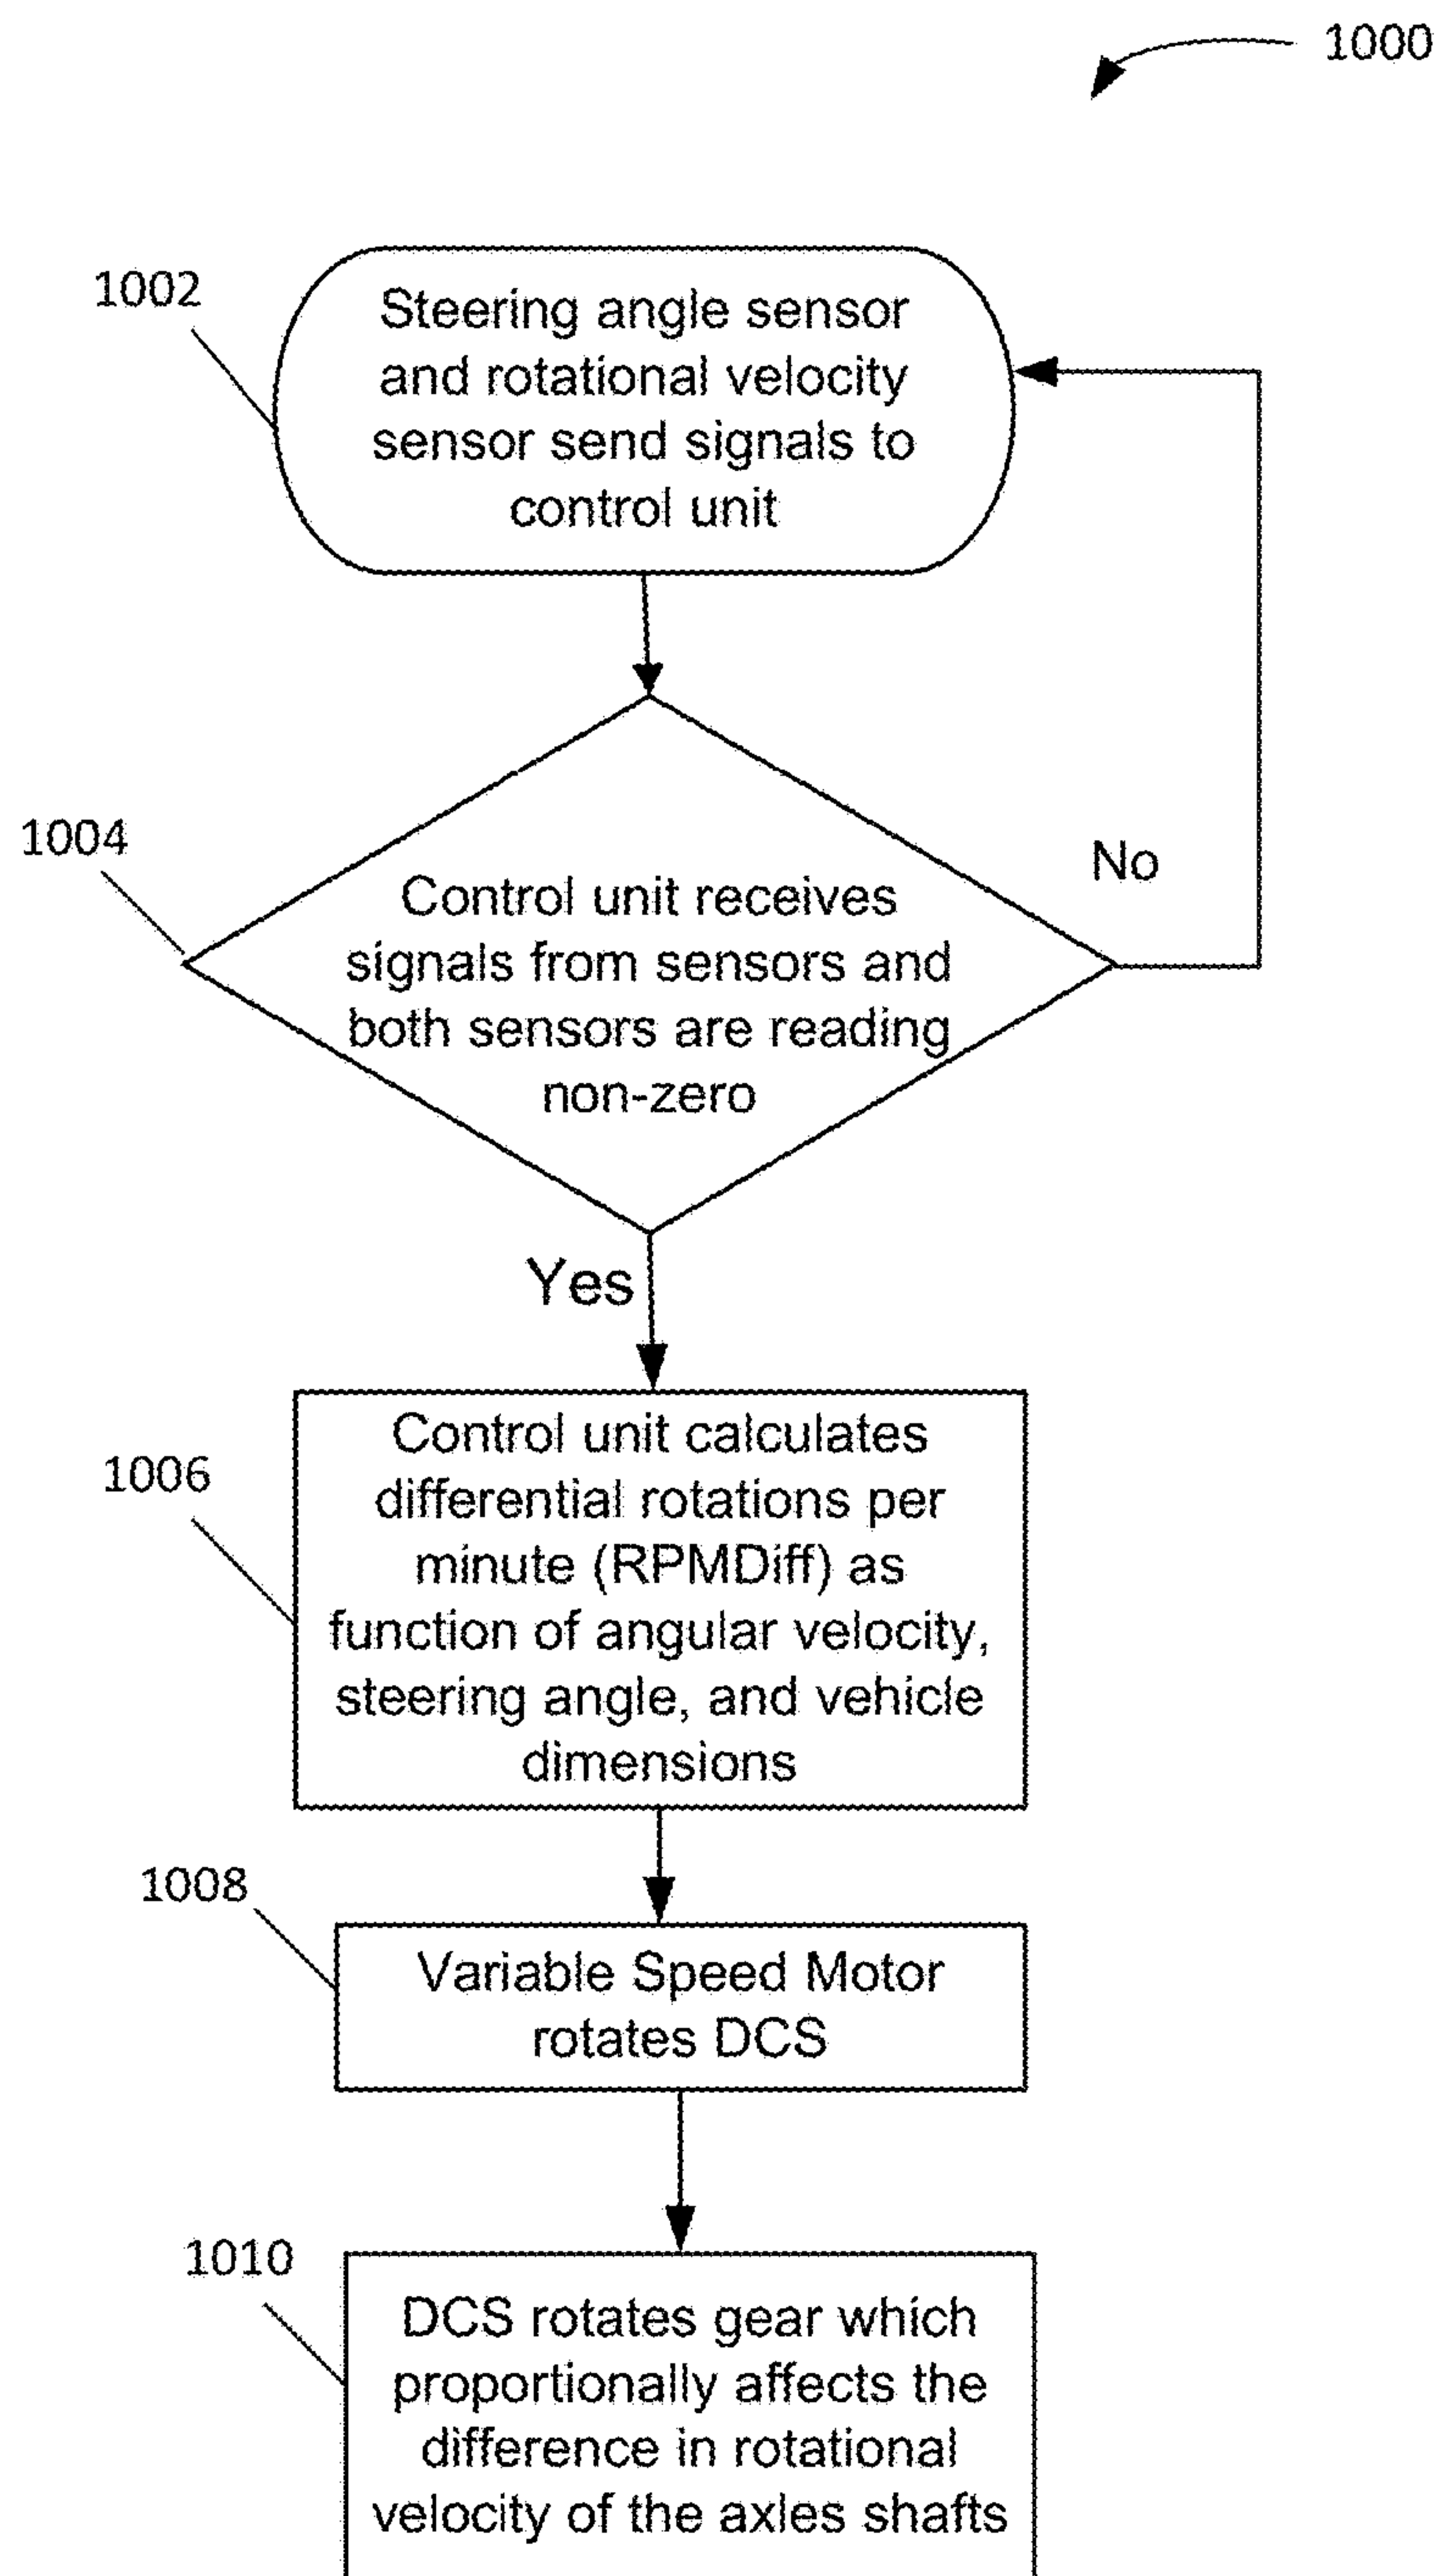 1000
1002
Steering angle sensor
and rotational velocity
sensor send signals to
control unit
1004
No
Control unit receives
signals from sensors and
both sensors are reading
non-zero
Yes
1006
Control unit calculates
differential rotations per
minute (RPMDiff) as
function of angular velocity,
steering angle, and vehicle
dimensions
1008
Variable Speed Motor
rotates DCS
1010
DCS rotates gear which
proportionally affects the
difference in rotational
velocity of the axles shafts